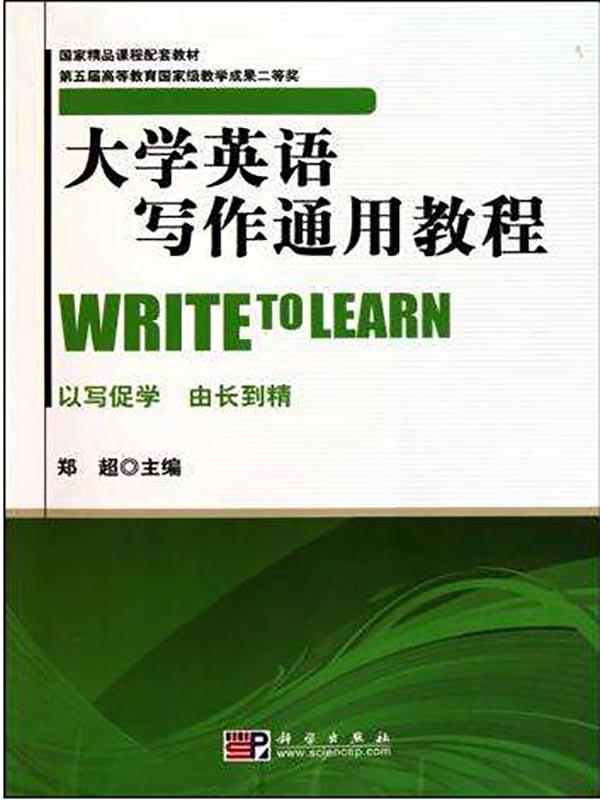 国家精品课程配套教材
第五届高等教育国家级教学成果二等奖
大学英语
写作通用教程
WRITE TO LEARN
以写促学 由长到精
郑 超◎主编
SP
科学出版社
www.sciencep.com